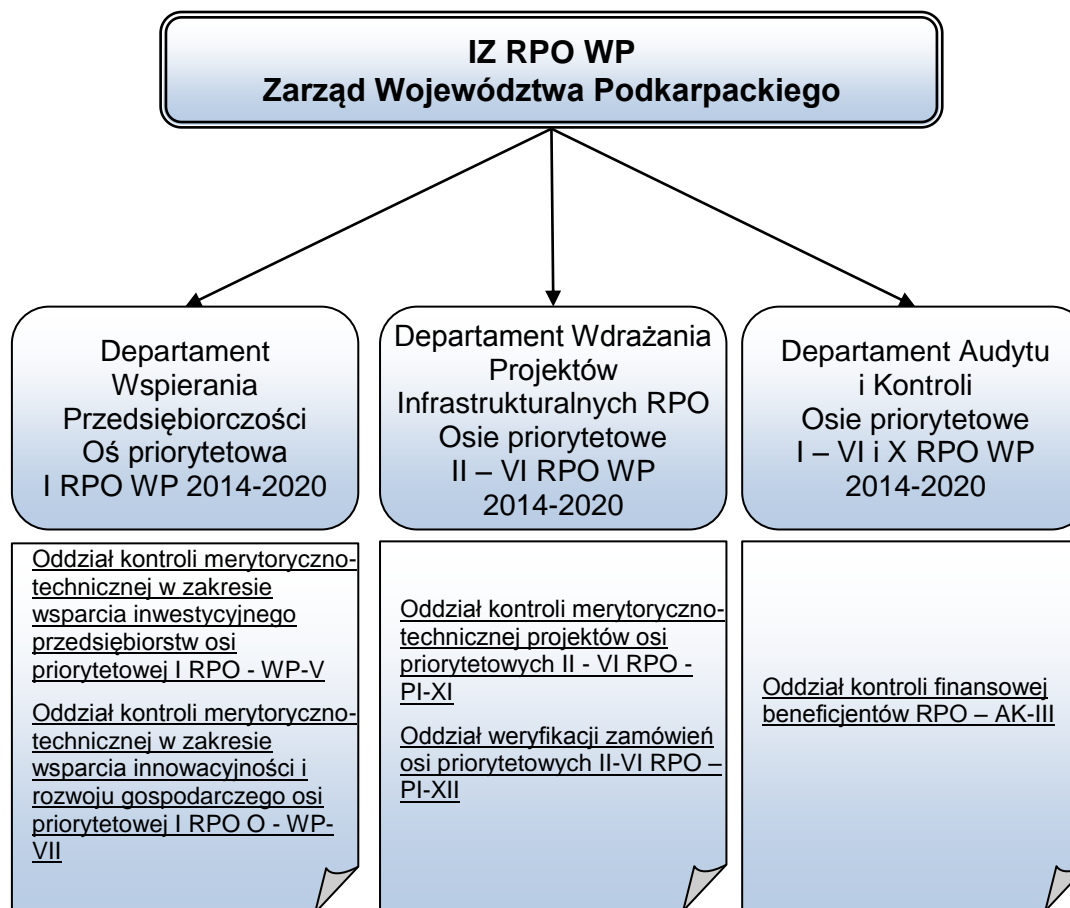 IZ RPO WP
Zarząd Województwa Podkarpackiego
Departament
Wspierania
Przedsiębiorczości
Oś priorytetowa
I RPO WP 2014-2020
Departament Wdrażania
Projektów
Infrastrukturalnych RPO
Osie priorytetowe
II – VI RPO WP
2014-2020
Departament Audytu
i Kontroli
Osie priorytetowe
I – VI i X RPO WP
2014-2020
Oddział kontroli merytoryczno-
technicznej w zakresie
wsparcia inwestycyjnego
przedsiębiorstw osi
priorytetowej I RPO - WP-V
Oddział kontroli merytoryczno-
technicznej w zakresie
wsparcia innowacyjności i
rozwoju gospodarczego osi
priorytetowej I RPO O - WP-
VII
Oddział kontroli merytoryczno-
technicznej projektów osi
priorytetowych II - VI RPO -
PI-XI
Oddział weryfikacji zamówień
osi priorytetowych II-VI RPO –
PI-XII
Oddział kontroli finansowej
beneficjentów RPO – AK-III